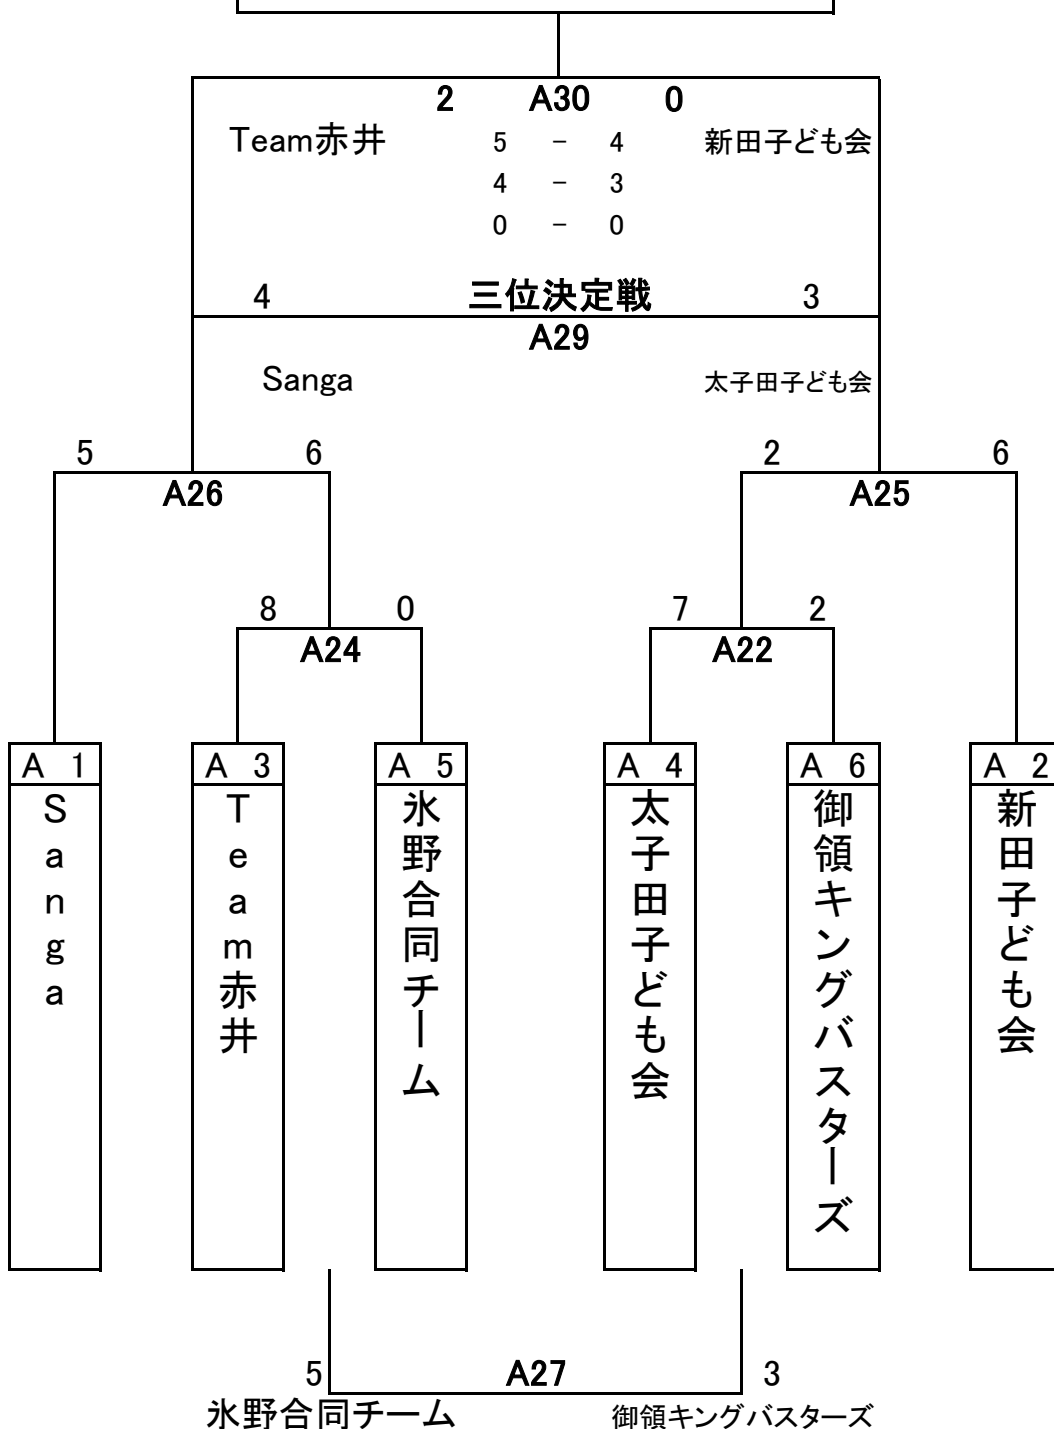 2 A30 0
Team赤井 5 － 4 新田子ども会
4 － 3
0 － 0
4 三位決定戦 3
A29
Sanga 太子田子ども会
5 6 2 6
A26 A25
8 0 7 2
A24 A22
A 1 A 3 A 5 A 4 A 6 A 2
Sanga
Team赤井
氷野合同チーム
太子田子ども会
御領キングバスターズ
新田子ども会
5 A27 3
氷野合同チーム 御領キングバスターズ